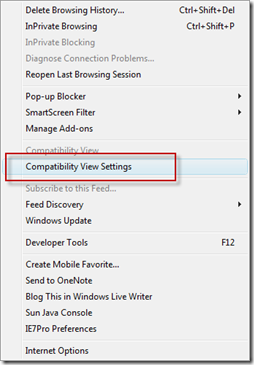 Delete Browsing History... Ctrl+Shift+Del
InPrivate Browsing Ctrl+Shift+P
InPrivate Blocking
Diagnose Connection Problems...
Reopen Last Browsing Session
Pop-up Blocker
SmartScreen Filter
Manage Add-ons
Compatibility View
Compatibility View Settings
Subscribe to this Feed...
Feed Discovery
Windows Update
Developer Tools F12
Create Mobile Favorite...
Send to OneNote
Blog This in Windows Live Writer
Sun Java Console
IE7Pro Preferences
Internet Options